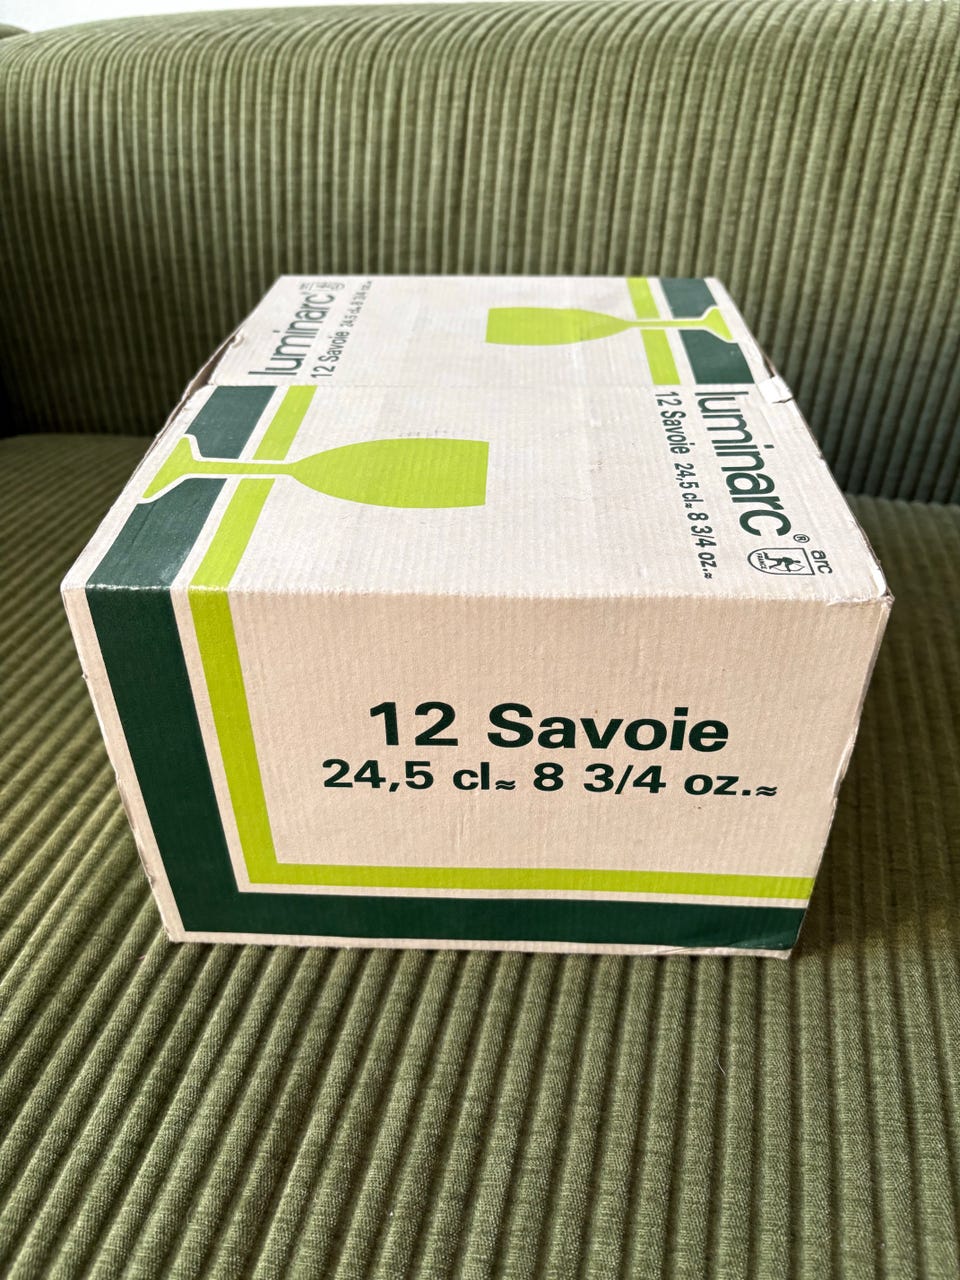 luminarc
12 Savoie 24,5 cl≈ 8 3/4 oz.≈
luminarc®
arc
FRANCE
12 Savoie 24,5 cl≈ 8 3/4 oz.≈
12 Savoie
24,5 cl≈ 8 3/4 oz.≈